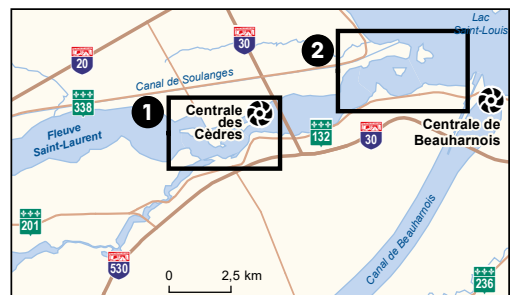 Lac
Saint-Louis
20
30
2
Canal de Soulanges
338
1
Centrale
des
Cèdres
Fleuve
Saint-Laurent
132
30
Centrale de
Beauharnois
201
530
Canal de Beauharnois
0 2,5 km
236